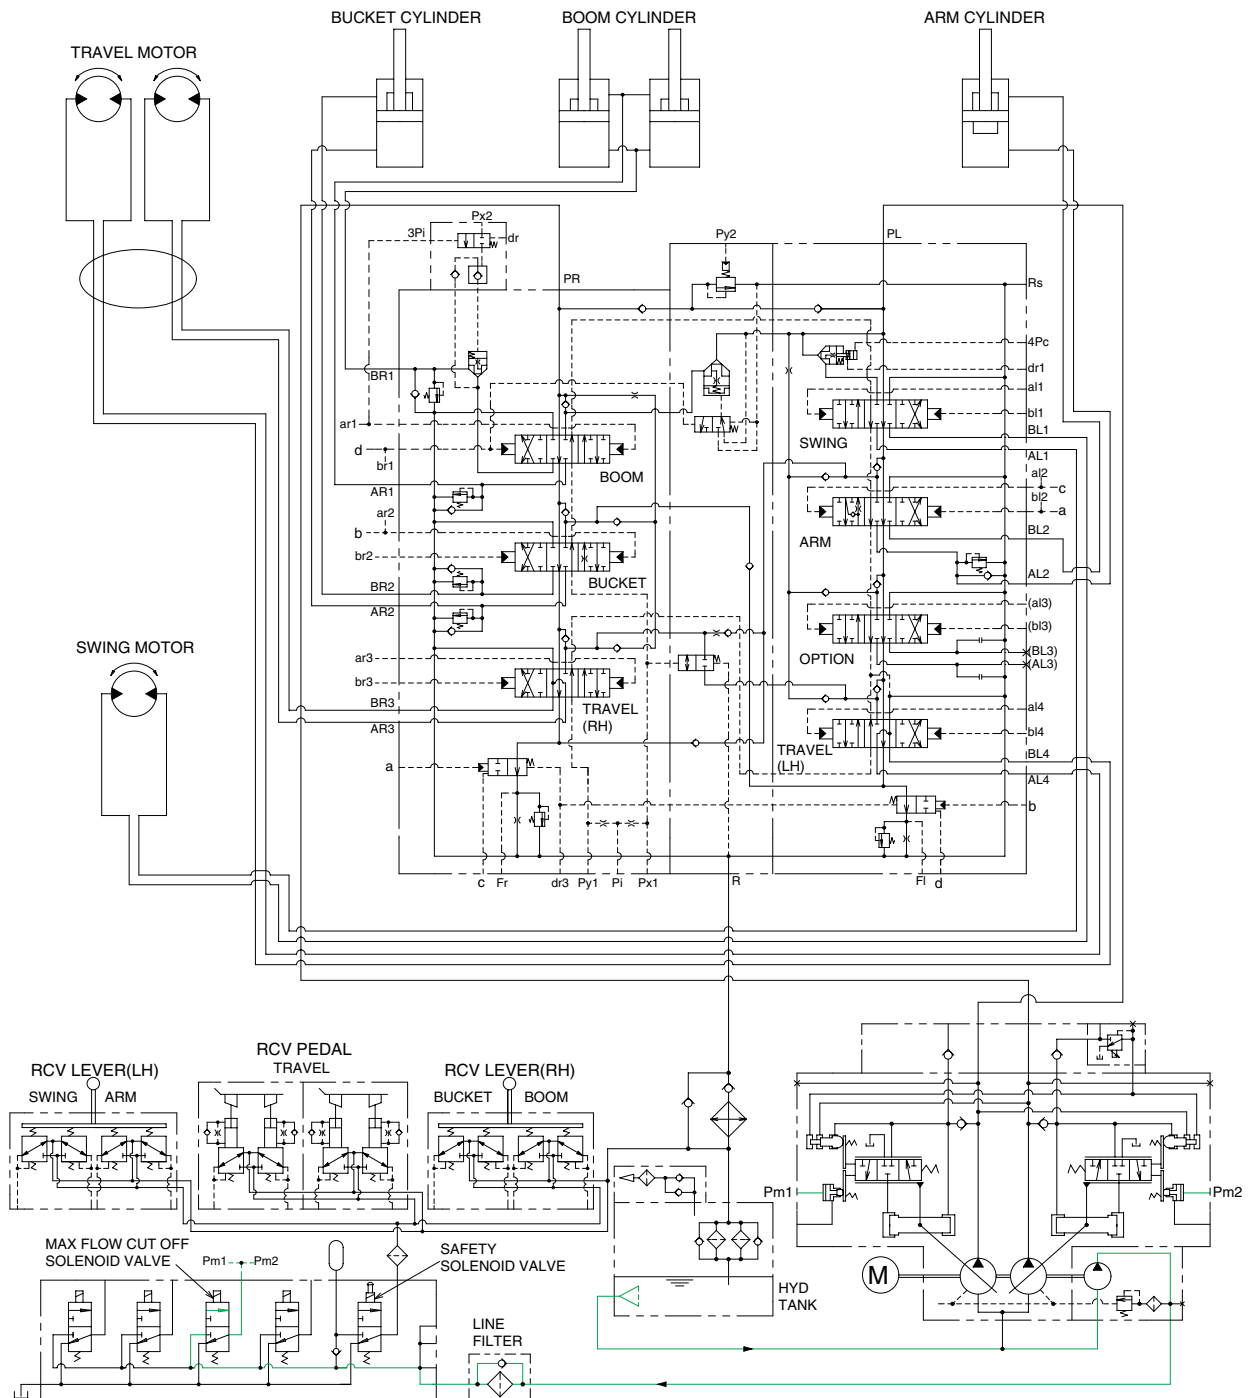 BUCKET CYLINDER
BOOM CYLINDER
ARM CYLINDER
TRAVEL MOTOR
Px2
3Pi
dr
Py2
PL
PR
Rs
4Pc
dr1
BR1
al1
bl1
ar1
SWING
BL1
d
br1
BOOM
AL1
al2
c
AR1
bl2
a
ar2
b
ARM
BL2
br2
BUCKET
BR2
AL2
AR2
(al3)
(bl3)
SWING MOTOR
OPTION
(BL3)
(AL3)
ar3
br3
BR3
TRAVEL
(RH)
al4
AR3
bl4
TRAVEL
(LH)
BL4
a
AL4
b
c
Fr
dr3
Py1
Pi
Px1
R
Fl
d
RCV LEVER(LH)
SWING
ARM
RCV PEDAL
TRAVEL
RCV LEVER(RH)
BUCKET
BOOM
Pm1
Pm2
MAX FLOW CUT OFF
SOLENOID VALVE
Pm1
Pm2
SAFETY
SOLENOID VALVE
M
HYD
TANK
LINE
FILTER